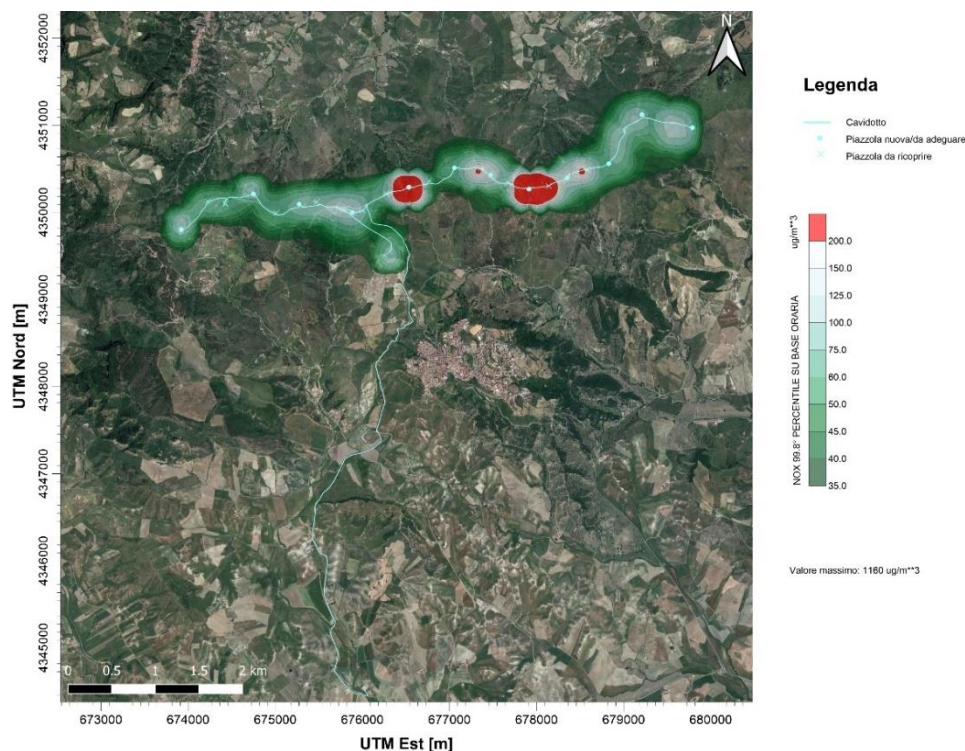 N
4352000
4351000
4350000
4349000
4348000
4347000
4346000
4345000
UTM Nord [m]
0 0.5 1 1.5 2 km
673000 674000 675000 676000 677000 678000 679000 680000
UTM Est [m]
Legenda
Cavidotto
Piazzola nuova/da adeguare
Piazzola da ricoprire
NOX 99.8° PERCENTILE SU BASE ORARIA
ug/m**3
200.0
150.0
125.0
100.0
75.0
60.0
50.0
45.0
40.0
35.0
Valore massimo: 1160 ug/m**3